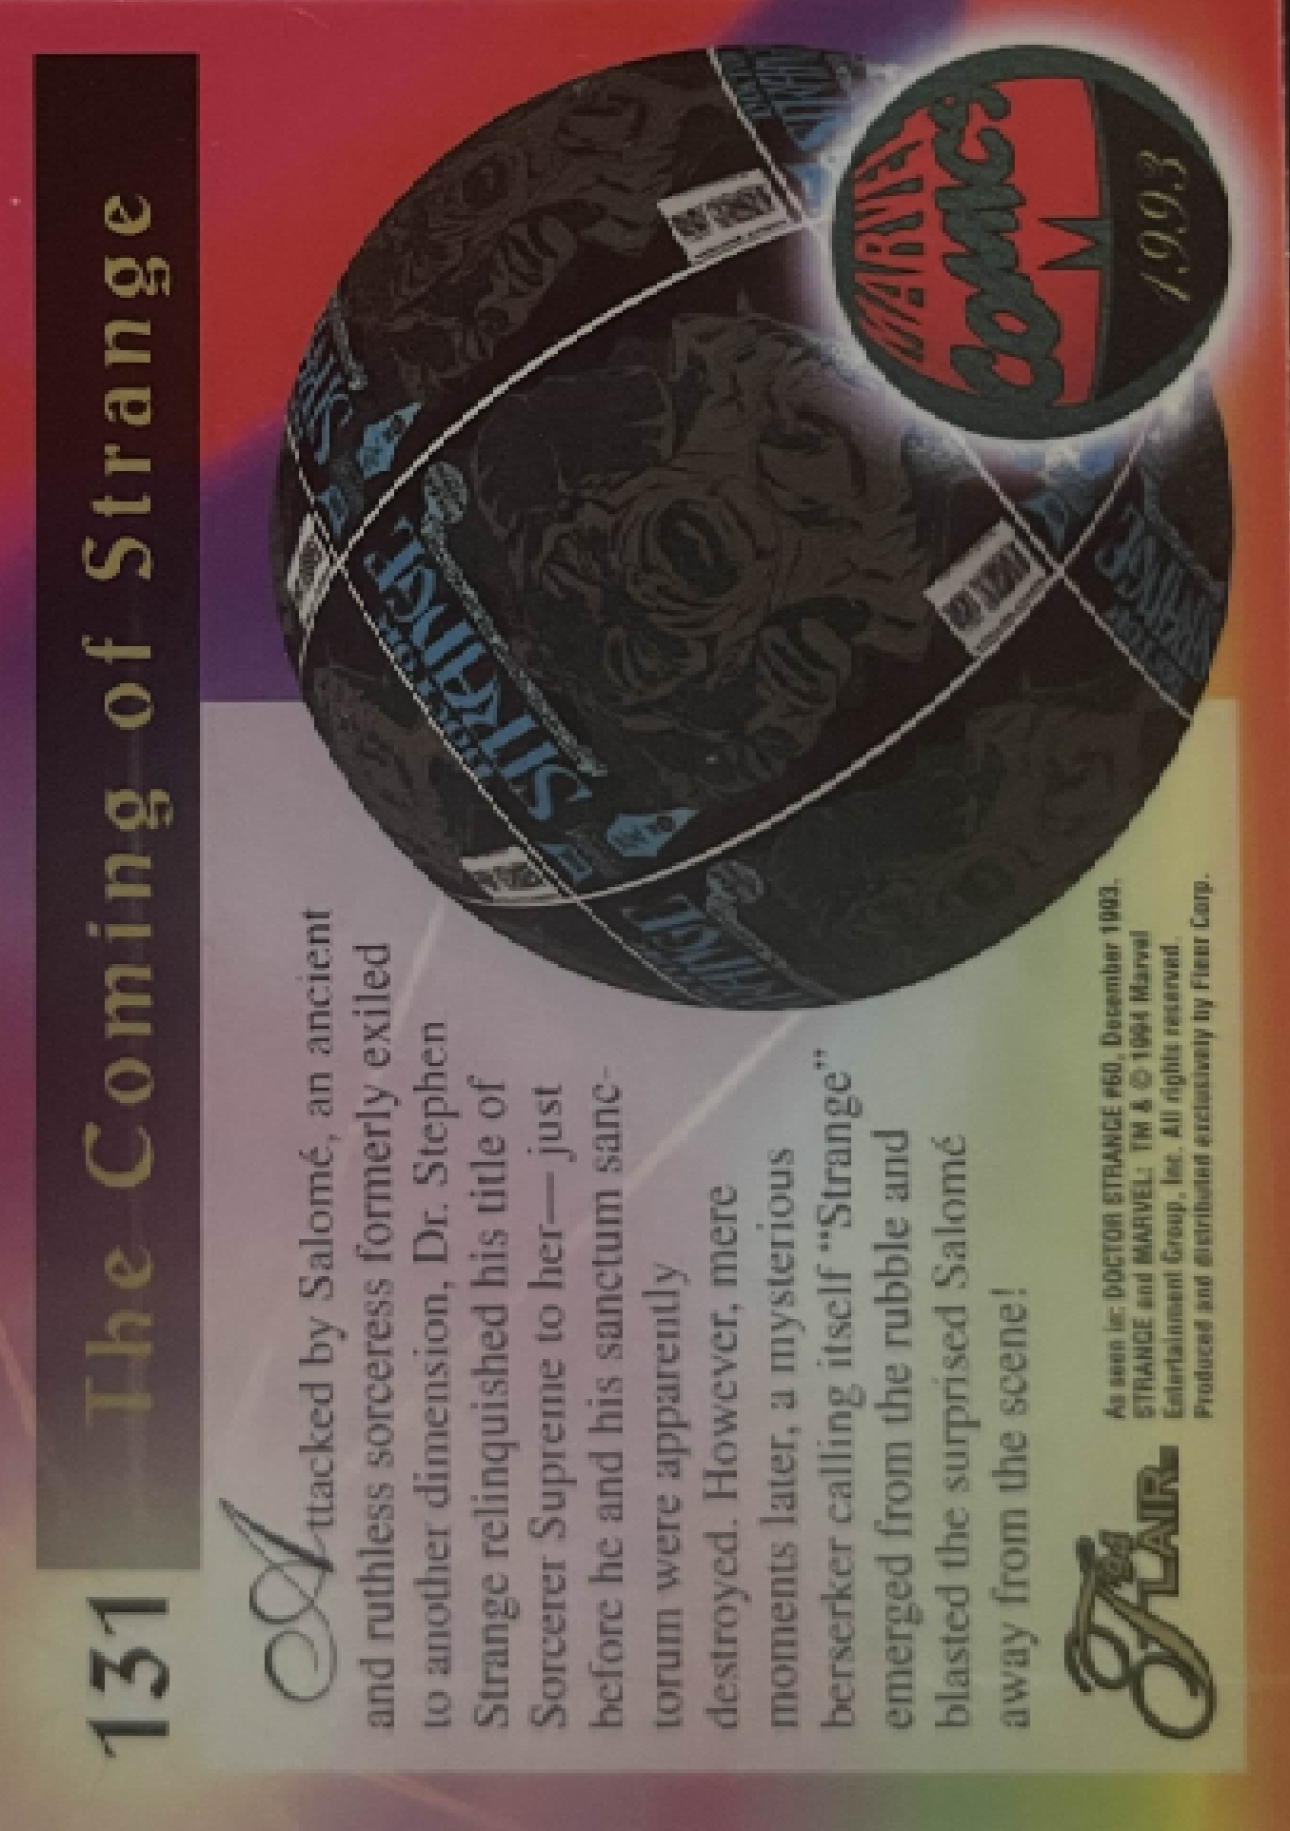 131
The Coming of Strange
Attacked by Salomé, an ancient
and ruthless sorceress formerly exiled
to another dimension, Dr. Stephen
Strange relinquished his title of
Sorcerer Supreme to her— just
before he and his sanctum sanc-
torum were apparently
destroyed. However, mere
moments later, a mysterious
berserker calling itself “Strange”
emerged from the rubble and
blasted the surprised Salomé
away from the scene!
DOCTOR
STRANGE
STRANGE
DOCTOR
STRANGE
MARVEL
COMICS
M
1993
Flair '94
As seen in: DOCTOR STRANGE #60, December 1993.
STRANGE and MARVEL: TM & © 1994 Marvel
Entertainment Group, Inc. All rights reserved.
Produced and distributed exclusively by Fleer Corp.